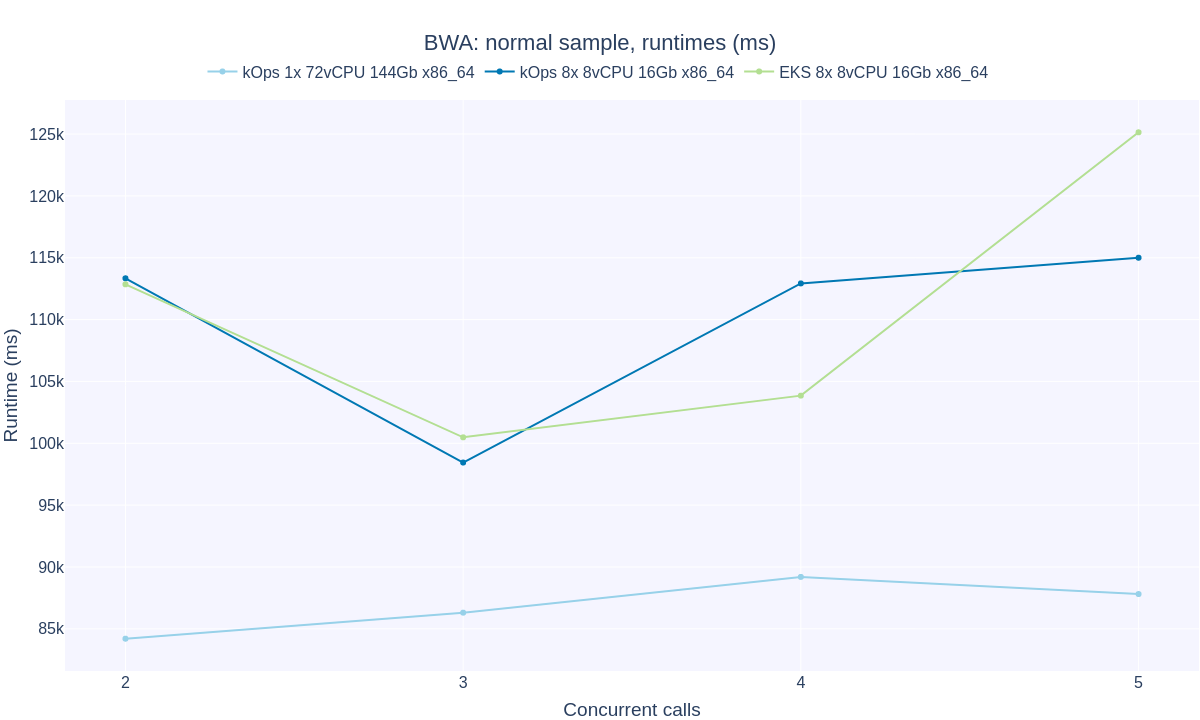 BWA: normal sample, runtimes (ms)
kOps 1x 72vCPU 144Gb x86_64 kOps 8x 8vCPU 16Gb x86_64 EKS 8x 8vCPU 16Gb x86_64
125k
120k
115k
110k
105k
100k
95k
90k
85k
Runtime (ms)
2 3 4 5
Concurrent calls